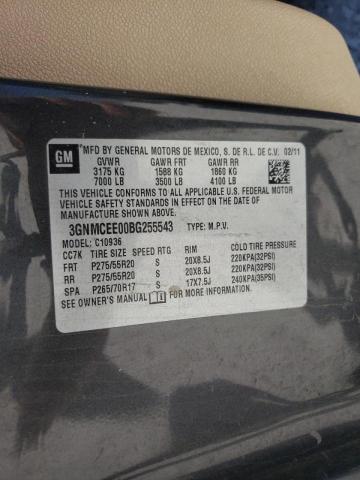 GM
MFD BY GENERAL MOTORS DE MEXICO, S. DE R.L. DE C.V. 02/11
GVWR GAWR FRT GAWR RR
3175 KG 1588 KG 1860 KG
7000 LB 3500 LB 4100 LB
THIS VEHICLE CONFORMS TO ALL APPLICABLE U.S. FEDERAL MOTOR
VEHICLE SAFETY STANDARDS IN EFFECT ON THE DATE OF
MANUFACTURE SHOWN ABOVE.
3GNMCEE00BG255543 TYPE: M.P.V.
MODEL: C10936
CC7K TIRE SIZE SPEED RTG RIM COLD TIRE PRESSURE
FRT P275/55R20 S 20X8.5J 220KPA(32PSI)
RR P275/55R20 S 20X8.5J 220KPA(32PSI)
SPA P265/70R17 S 17X7.5J 240KPA(35PSI)
SEE OWNER'S MANUAL FOR ADDITIONAL INFORMATION.